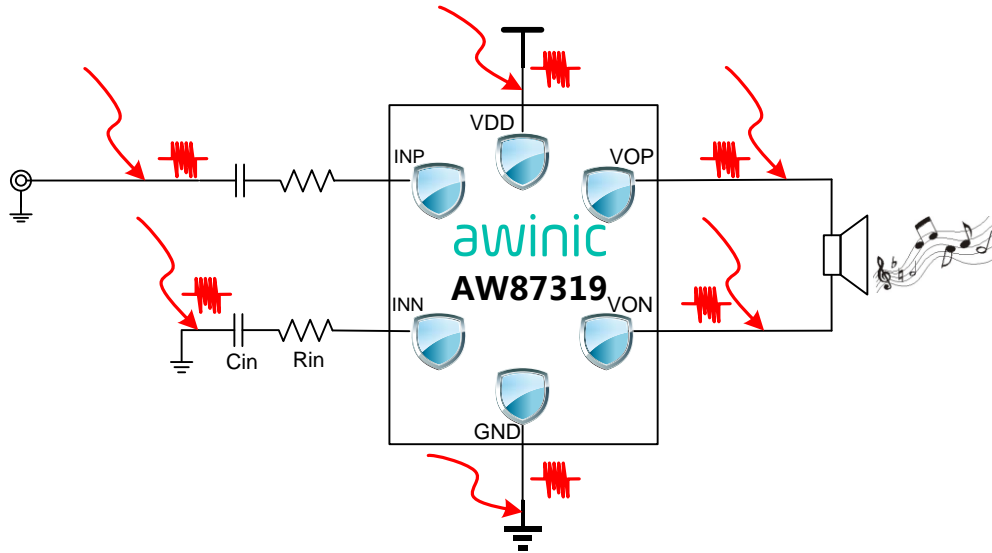 VDD
INP
VOP
awinic
AW87319
INN
VON
Cin
Rin
GND